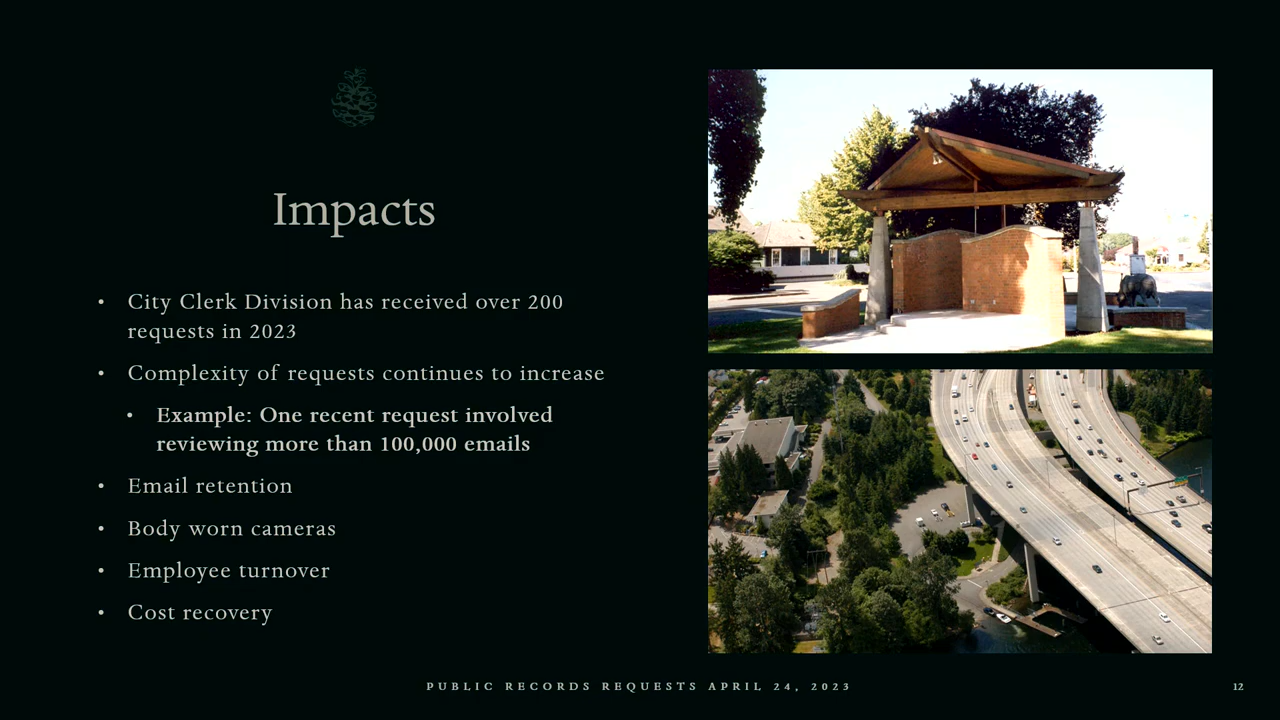 Impacts
• City Clerk Division has received over 200
requests in 2023
• Complexity of requests continues to increase
• Example: One recent request involved
reviewing more than 100,000 emails
• Email retention
• Body worn cameras
• Employee turnover
• Cost recovery
PUBLIC RECORDS REQUESTS APRIL 24, 2023
12